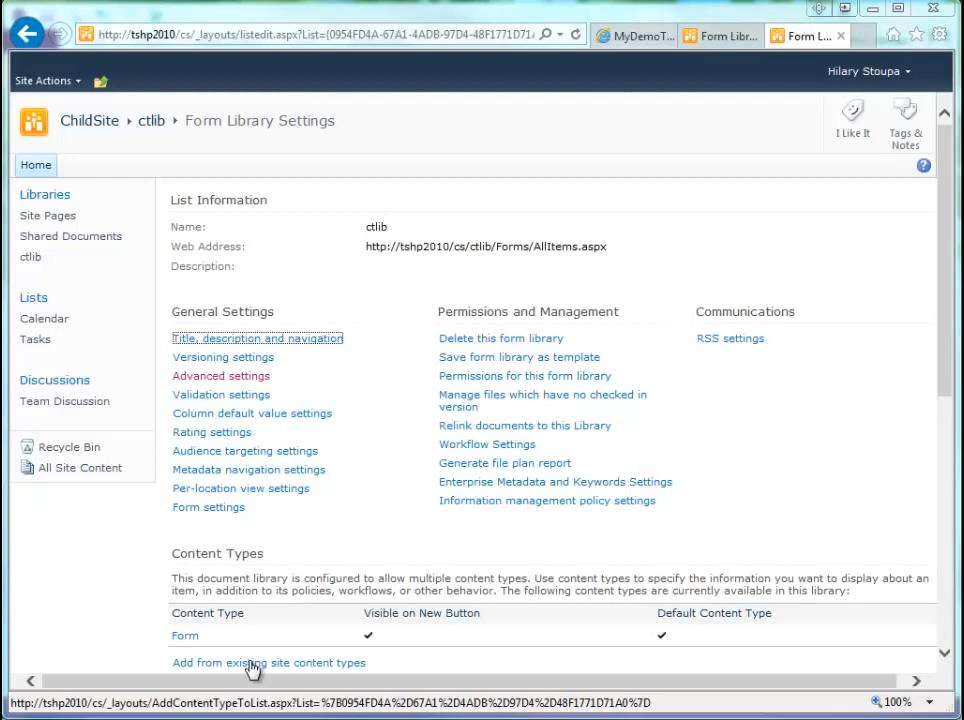 http://tshp2010/cs/_layouts/listedit.aspx?List={0954FD4A-67A1-4ADB-97D4-48F1771D71
MyDemoT...
Form Libr...
Form L...
Site Actions
Hilary Stoupa
ChildSite
ctlib
Form Library Settings
I Like It
Tags &
Notes
Home
Libraries
Site Pages
Shared Documents
ctlib
Lists
Calendar
Tasks
Discussions
Team Discussion
Recycle Bin
All Site Content
List Information
Name: ctlib
Web Address: http://tshp2010/cs/ctlib/Forms/AllItems.aspx
Description:
General Settings
Title, description and navigation
Versioning settings
Advanced settings
Validation settings
Column default value settings
Rating settings
Audience targeting settings
Metadata navigation settings
Per-location view settings
Form settings
Permissions and Management
Delete this form library
Save form library as template
Permissions for this form library
Manage files which have no checked in
version
Relink documents to this Library
Workflow Settings
Generate file plan report
Enterprise Metadata and Keywords Settings
Information management policy settings
Communications
RSS settings
Content Types
This document library is configured to allow multiple content types. Use content types to specify the information you want to display about an
item, in addition to its policies, workflows, or other behavior. The following content types are currently available in this library:
Content Type Visible on New Button Default Content Type
Form
Add from existing site content types
http://tshp2010/cs/_layouts/AddContentTypeToList.aspx?List=%7B0954FD4A%2D67A1%2D4ADB%2D97D4%2D48F1771D71A0%7D
100%